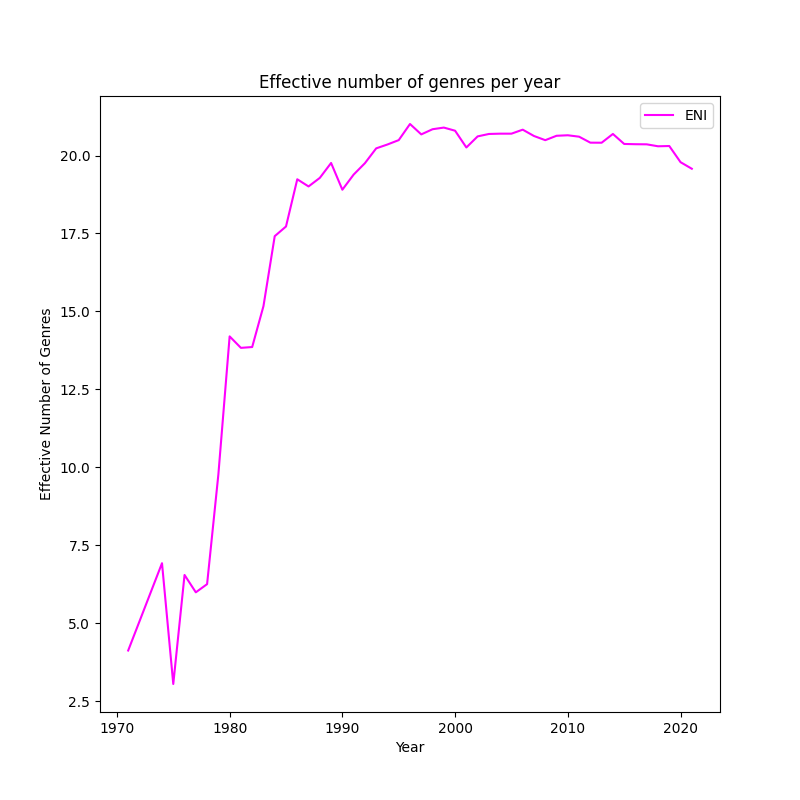 Effective number of genres per year
ENI
20.0
17.5
15.0
12.5
10.0
7.5
5.0
2.5
Effective Number of Genres
1970 1980 1990 2000 2010 2020
Year